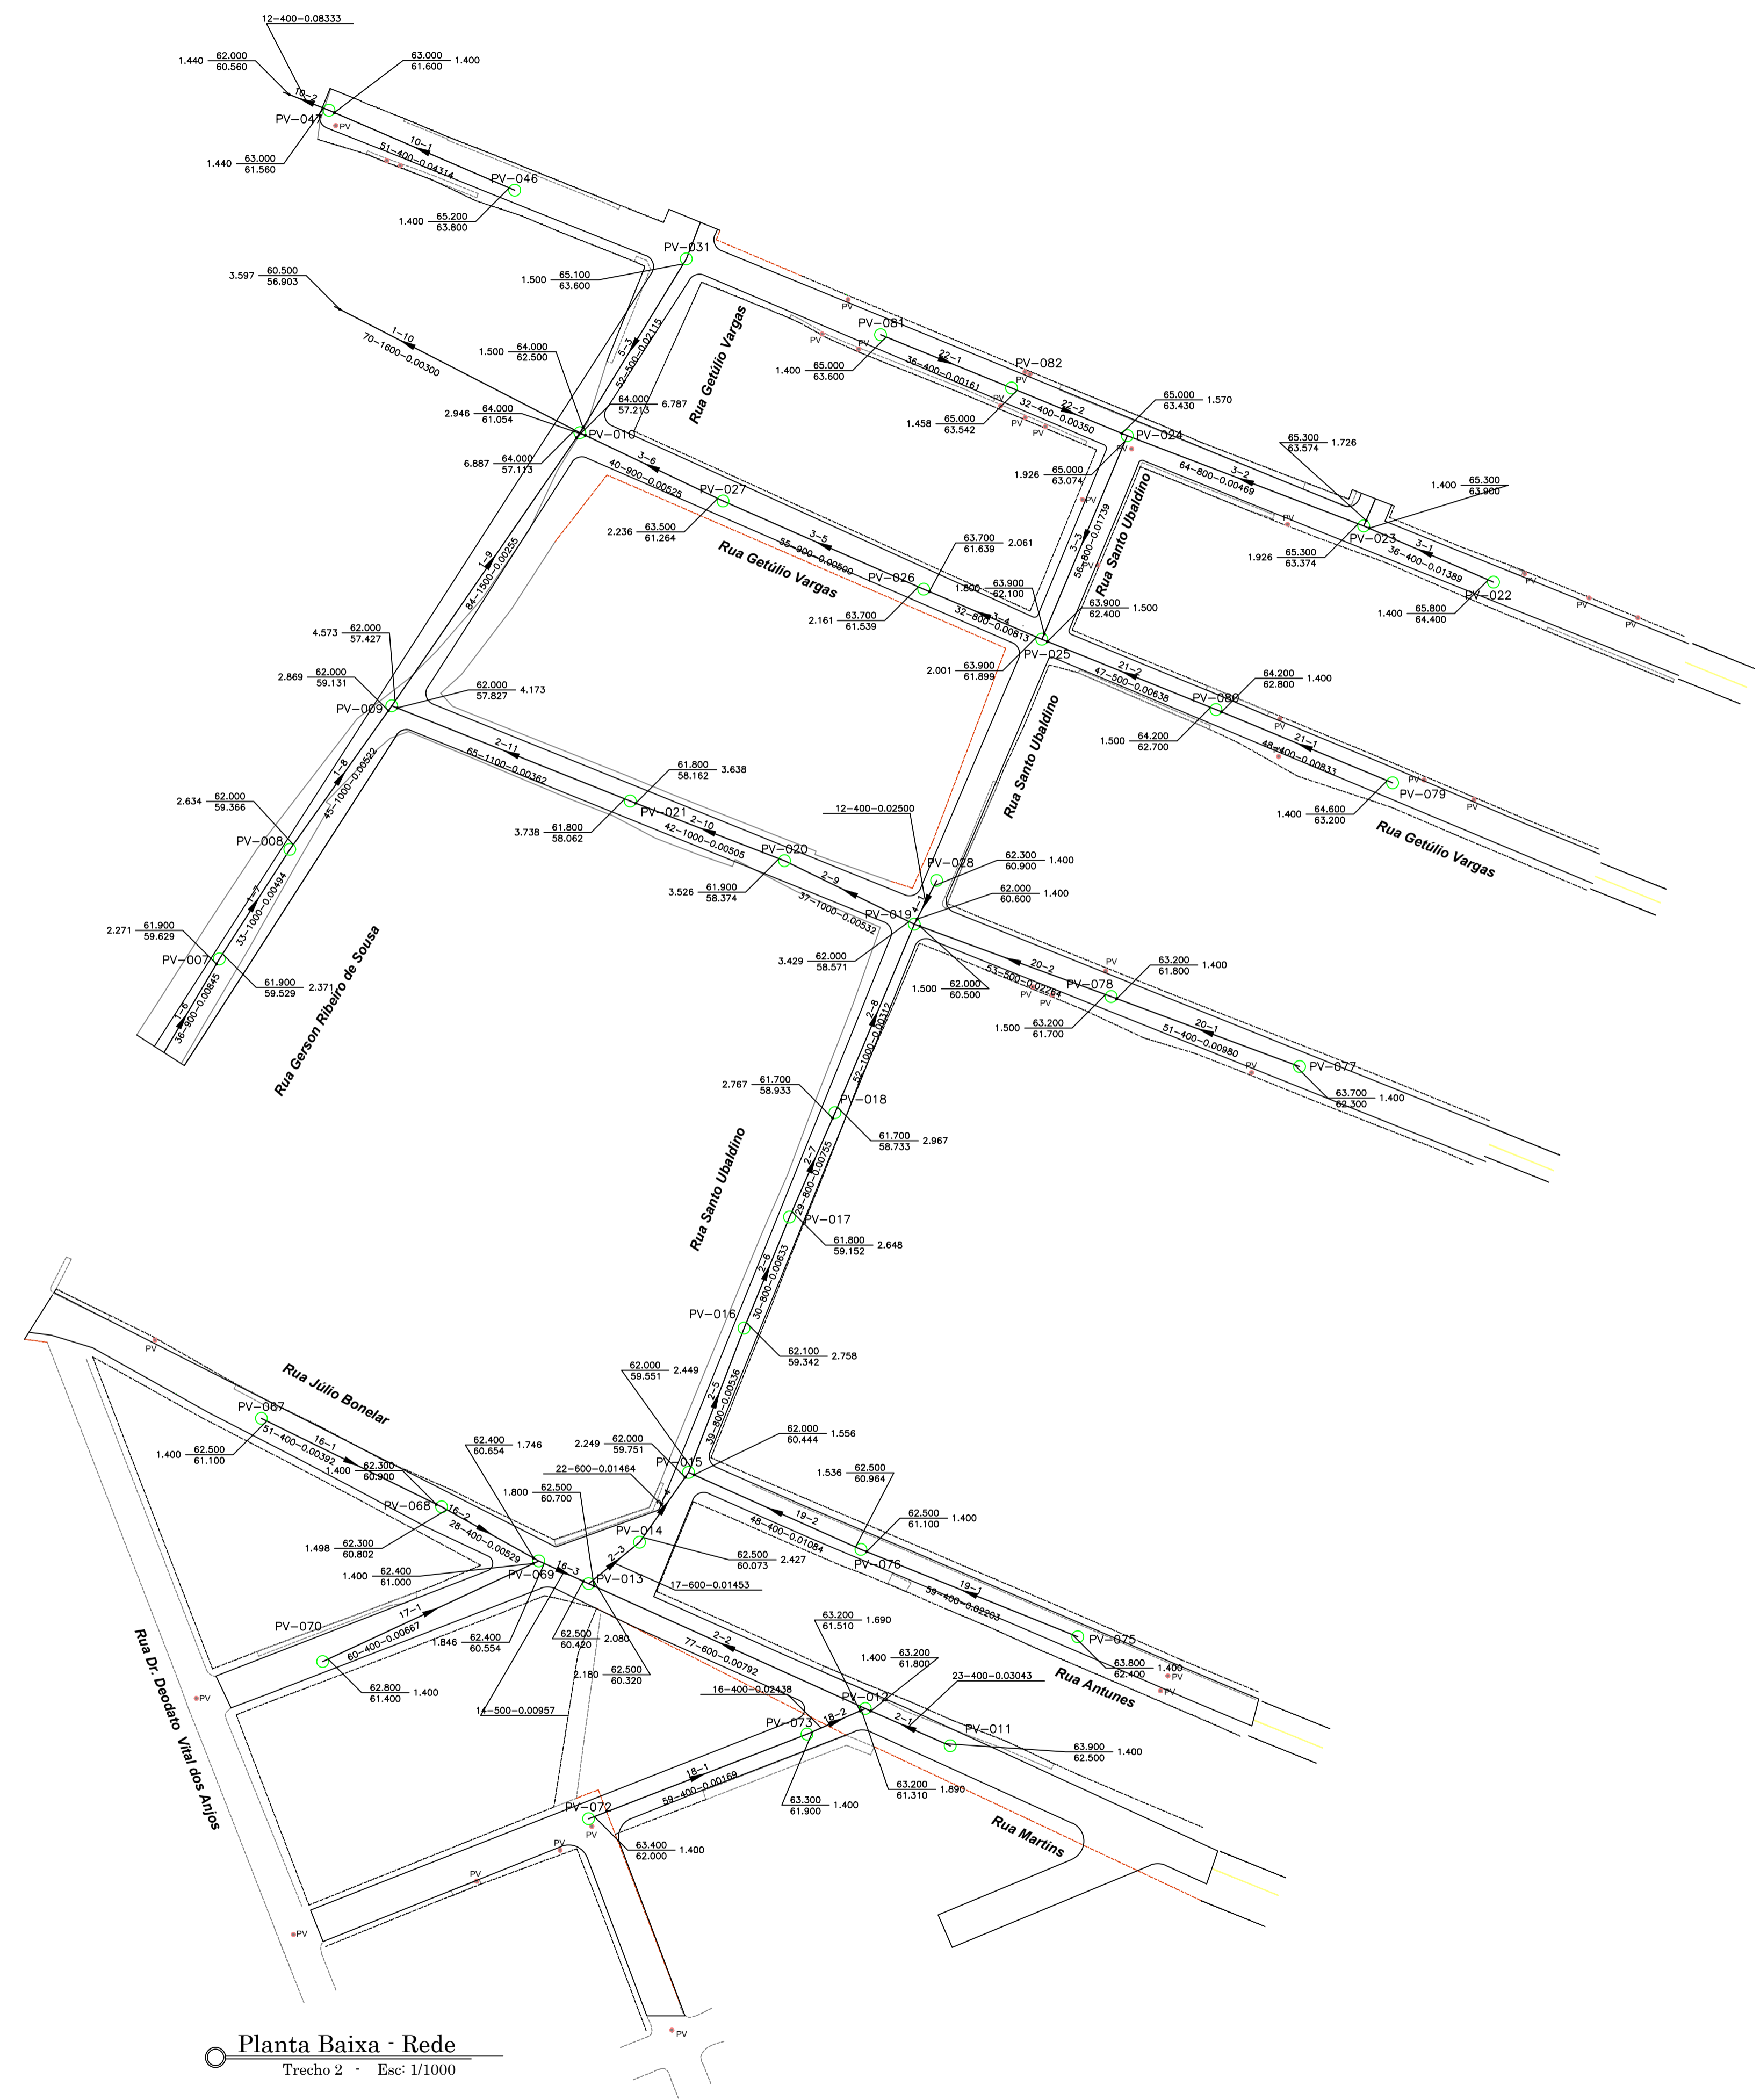 12-400-0.08333
1.440 62.000
60.560
63.000 1.400
61.600
10-2
PV-047
PV
10-1
51-400-0.04314
1.440 63.000
61.560
PV-046
1.400 65.200
63.800
PV-031
1.500 65.100
63.600
3.597 60.500
56.903
1-10
70-1600-0.00300
5-3
52-500-0.02115
Rua Getúlio Vargas
1.500 64.000
62.500
PV
PV-081
PV
PV
22-1
36-400-0.00161
1.400 65.000
63.600
PV-082
PV
PV
22-2
32-400-0.00350
PV
PV
1.458 65.000
63.542
65.000 1.570
63.430
PV-024
PV
64.000 6.787
57.213
2.946 64.000
61.054
PV-010
6.887 64.000
57.113
3-6
40-900-0.00525
65.300 1.726
63.574
3-2
64-800-0.00469
1.926 65.000
63.074
1.400 65.300
63.900
PV-027
2.236 63.500
61.264
PV
3-3
56-800-0.01739
Rua Santo Ubaldino
PV
PV-023
3-1
36-400-0.01389
1.926 65.300
63.374
PV
PV
PV
PV-022
1.400 65.800
64.400
3-5
55-900-0.00500
Rua Getúlio Vargas
63.700 2.061
61.639
PV-026
1.800 63.900
62.100
PV
63.900 1.500
62.400
2.161 63.700
61.539
3-4
32-800-0.00813
PV-025
2.001 63.900
61.899
1-9
84-1500-0.00255
4.573 62.000
57.427
2.869 62.000
59.131
62.000 4.173
57.827
PV-009
21-2
47-500-0.00638
64.200 1.400
62.800
PV-080
1.500 64.200
62.700
PV
21-1
48-400-0.00833
PV
PV
PV-079
1.400 64.600
63.200
Rua Getúlio Vargas
Rua Santo Ubaldino
2-11
65-1100-0.00362
61.800 3.638
58.162
PV-021
3.738 61.800
58.062
2-10
42-1000-0.00505
12-400-0.02500
1-8
45-1000-0.00522
2.634 62.000
59.366
PV-008
PV-020
3.526 61.900
58.374
2-9
37-1000-0.00532
PV-028
62.300 1.400
60.900
4-1
62.000 1.400
60.600
PV-019
3.429 62.000
58.571
1.500 62.000
60.500
1-7
33-1000-0.00494
2.271 61.900
59.629
PV-007
61.900 2.371
59.529
1-6
36-900-0.00845
Rua Gerson Ribeiro de Sousa
20-2
53-500-0.02264
PV
63.200 1.400
61.800
PV-078
PV
PV
1.500 63.200
61.700
20-1
51-400-0.00980
PV
PV-077
63.700 1.400
62.300
2-8
52-1000-0.00312
2.767 61.700
58.933
PV-018
61.700 2.967
58.733
2-7
29-800-0.00755
Rua Santo Ubaldino
PV-017
61.800 2.648
59.152
2-6
30-800-0.00633
PV-016
62.100 2.758
59.342
2-5
39-800-0.00536
62.000 2.449
59.551
PV
Rua Júlio Bonelar
PV-067
16-1
51-400-0.00392
1.400 62.500
61.100
62.400 1.746
60.654
2.249 62.000
59.751
62.000 1.556
60.444
PV-015
22-600-0.01464
1.400 62.300
60.900
1.800 62.500
60.700
1.536 62.500
60.964
PV-068
16-2
28-400-0.00529
1.498 62.300
60.802
PV-014
62.500 2.427
60.073
19-2
48-400-0.01084
62.500 1.400
61.100
PV-076
1.400 62.400
61.000
PV-069
16-3
PV-013
2-3
17-600-0.01453
19-1
59-400-0.02203
PV-070
17-1
60-400-0.00667
1.846 62.400
60.554
62.500 2.080
60.420
2.180 62.500
60.320
2-2
77-600-0.00792
63.200 1.690
61.510
1.400 63.200
61.800
PV-075
63.800 1.400
62.400
PV
PV
Rua Antunes
23-400-0.03043
16-400-0.02438
62.800 1.400
61.400
PV
14-500-0.00957
PV-073
18-2
PV-012
2-1
PV-011
63.900 1.400
62.500
18-1
59-400-0.00169
63.200 1.890
61.310
63.300 1.400
61.900
PV-072
PV
63.400 1.400
62.000
Rua Martins
Rua Dr. Deodato Vital dos Anjos
PV
PV
PV
PV
Planta Baixa - Rede
Trecho 2 - Esc: 1/1000